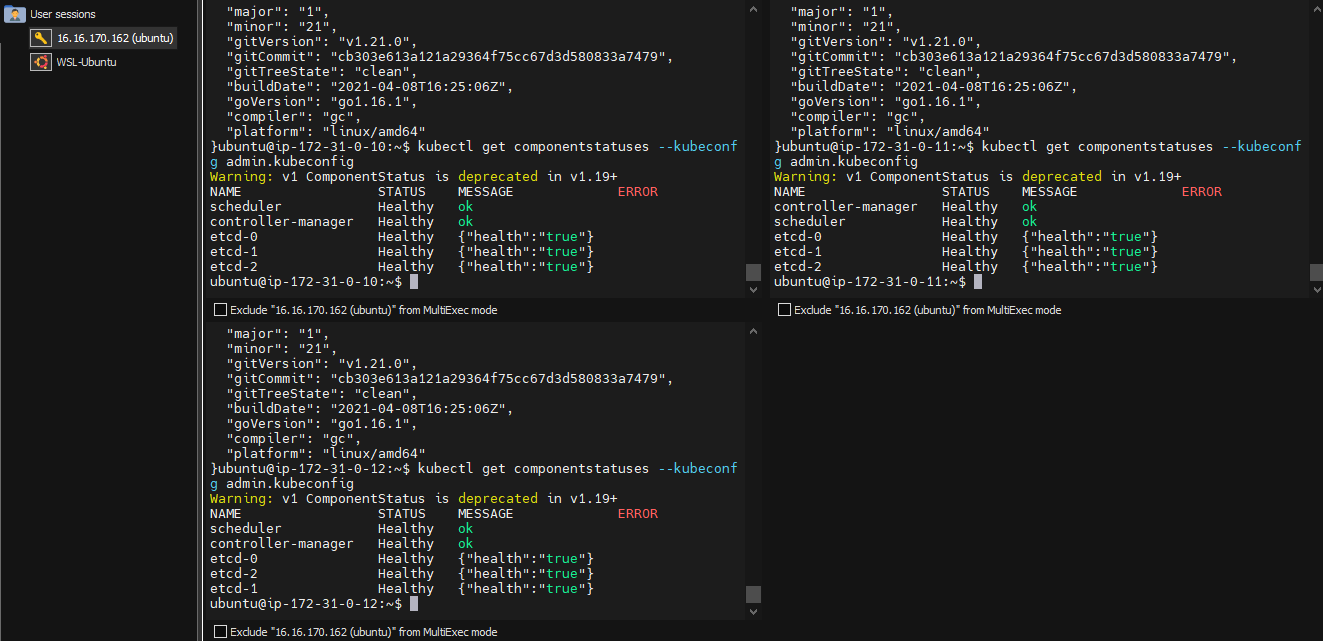 User sessions
16.16.170.162 (ubuntu)
WSL-Ubuntu
"major": "1",
"minor": "21",
"gitVersion": "v1.21.0",
"gitCommit": "cb303e613a121a29364f75cc67d3d580833a7479",
"gitTreeState": "clean",
"buildDate": "2021-04-08T16:25:06Z",
"goVersion": "go1.16.1",
"compiler": "gc",
"platform": "linux/amd64"
}ubuntu@ip-172-31-0-10:~$ kubectl get componentstatuses --kubeconf
g admin.kubeconfig
Warning: v1 ComponentStatus is deprecated in v1.19+
NAME STATUS MESSAGE ERROR
scheduler Healthy ok
controller-manager Healthy ok
etcd-0 Healthy {"health":"true"}
etcd-1 Healthy {"health":"true"}
etcd-2 Healthy {"health":"true"}
ubuntu@ip-172-31-0-10:~$
Exclude "16.16.170.162 (ubuntu)" from MultiExec mode
"major": "1",
"minor": "21",
"gitVersion": "v1.21.0",
"gitCommit": "cb303e613a121a29364f75cc67d3d580833a7479",
"gitTreeState": "clean",
"buildDate": "2021-04-08T16:25:06Z",
"goVersion": "go1.16.1",
"compiler": "gc",
"platform": "linux/amd64"
}ubuntu@ip-172-31-0-11:~$ kubectl get componentstatuses --kubeconf
g admin.kubeconfig
Warning: v1 ComponentStatus is deprecated in v1.19+
NAME STATUS MESSAGE ERROR
controller-manager Healthy ok
scheduler Healthy ok
etcd-0 Healthy {"health":"true"}
etcd-1 Healthy {"health":"true"}
etcd-2 Healthy {"health":"true"}
ubuntu@ip-172-31-0-11:~$
Exclude "16.16.170.162 (ubuntu)" from MultiExec mode
"major": "1",
"minor": "21",
"gitVersion": "v1.21.0",
"gitCommit": "cb303e613a121a29364f75cc67d3d580833a7479",
"gitTreeState": "clean",
"buildDate": "2021-04-08T16:25:06Z",
"goVersion": "go1.16.1",
"compiler": "gc",
"platform": "linux/amd64"
}ubuntu@ip-172-31-0-12:~$ kubectl get componentstatuses --kubeconf
g admin.kubeconfig
Warning: v1 ComponentStatus is deprecated in v1.19+
NAME STATUS MESSAGE ERROR
scheduler Healthy ok
controller-manager Healthy ok
etcd-0 Healthy {"health":"true"}
etcd-2 Healthy {"health":"true"}
etcd-1 Healthy {"health":"true"}
ubuntu@ip-172-31-0-12:~$
Exclude "16.16.170.162 (ubuntu)" from MultiExec mode